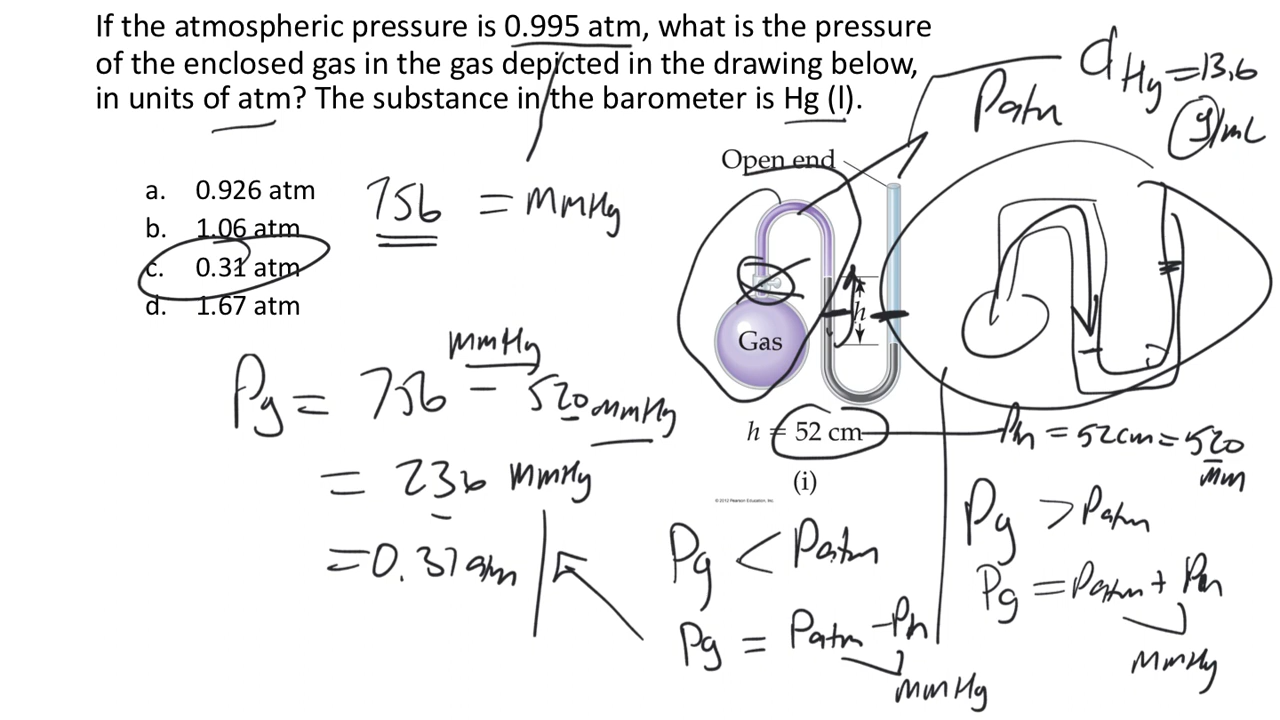 If the atmospheric pressure is 0.995 atm, what is the pressure
of the enclosed gas in the gas depicted in the drawing below,
in units of atm? The substance in the barometer is Hg (l).
dHg = 13,6
g/mL
Patm
Open end
a. 0.926 atm
b. 1.06 atm
c. 0.31 atm
d. 1.67 atm
756 = mmHg
h
Gas
Pg = 756 mmHg - 520 mmHg
= 236 mmHg
= 0.31 atm
h = 52 cm
(i)
© 2012 Pearson Education, Inc.
Ph = 52cm = 520
mm
Pg < Patm
Pg = Patm - Ph
mmHg
Pg > Patm
Pg = Patm + Ph
mmHg